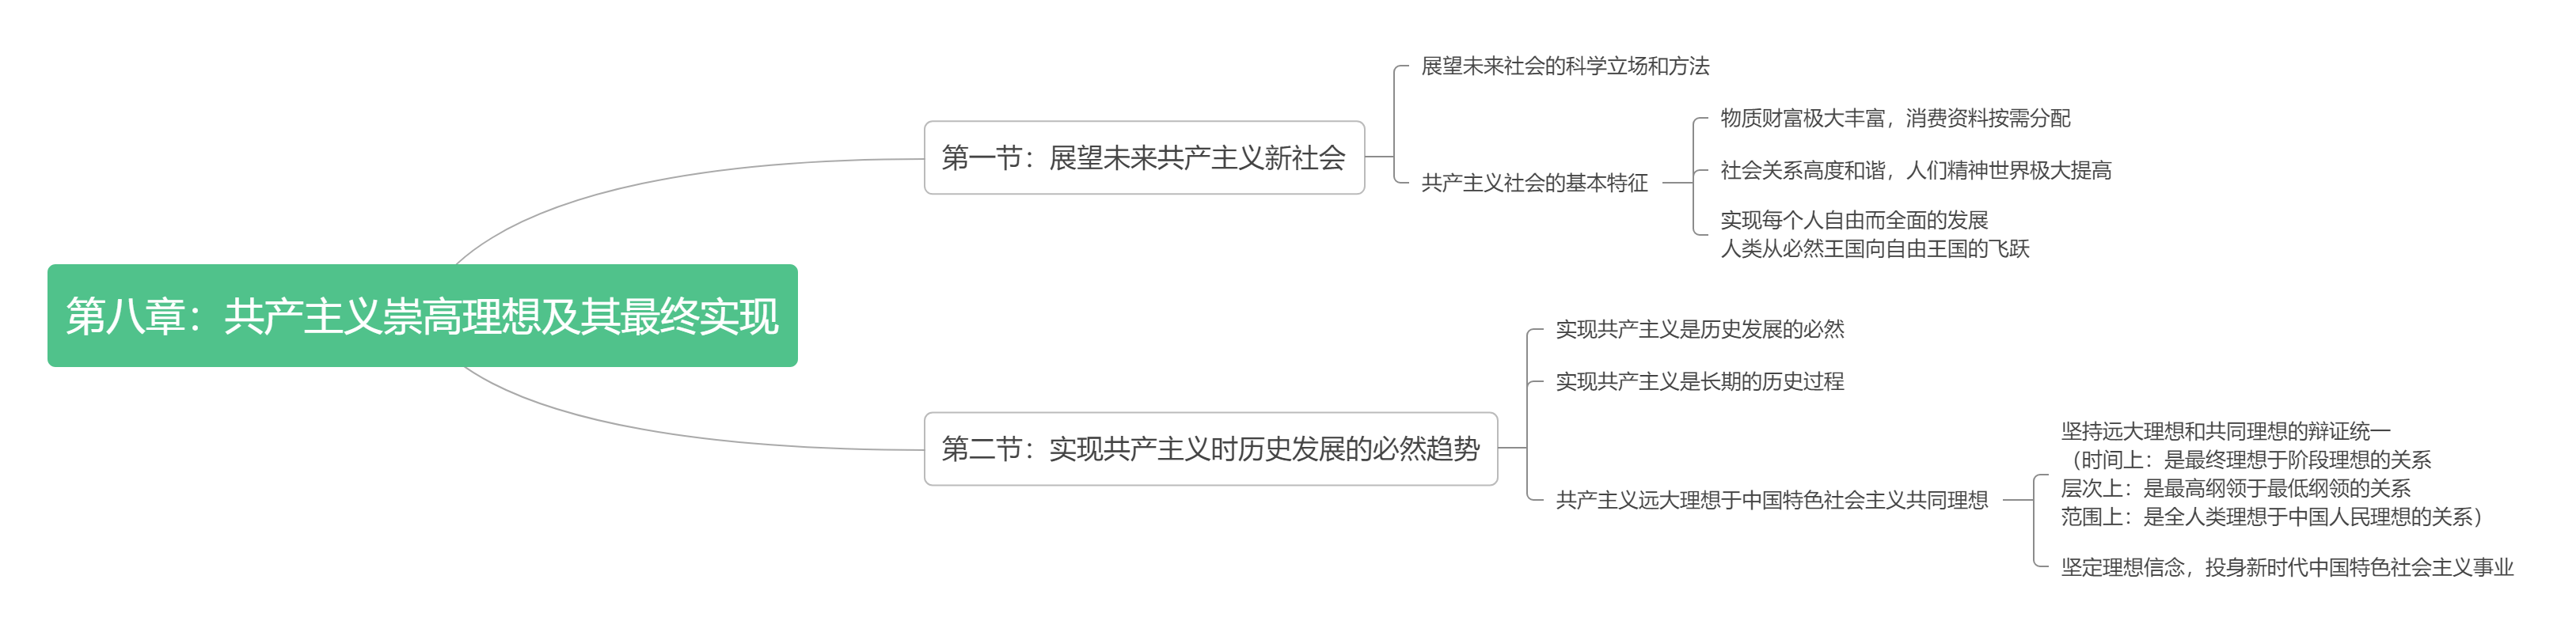 第八章：共产主义崇高理想及其最终实现
第一节：展望未来共产主义新社会
展望未来社会的科学立场和方法
共产主义社会的基本特征
物质财富极大丰富，消费资料按需分配
社会关系高度和谐，人们精神世界极大提高
实现每个人自由而全面的发展
人类从必然王国向自由王国的飞跃
第二节：实现共产主义时历史发展的必然趋势
实现共产主义是历史发展的必然
实现共产主义是长期的历史过程
共产主义远大理想于中国特色社会主义共同理想
坚持远大理想和共同理想的辩证统一
（时间上：是最终理想于阶段理想的关系
层次上：是最高纲领于最低纲领的关系
范围上：是全人类理想于中国人民理想的关系）
坚定理想信念，投身新时代中国特色社会主义事业